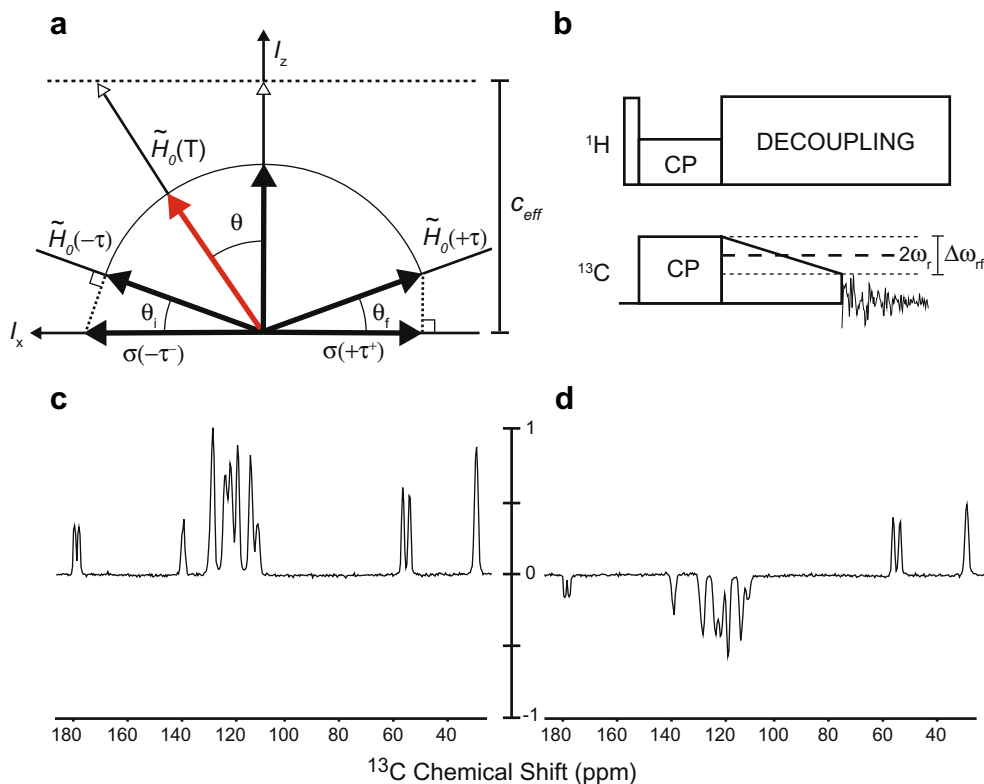 a
I_z
H̃_0(T)
θ
c_eff
H̃_0(-τ)
H̃_0(+τ)
θ_i
θ_f
I_x
σ(-τ⁻)
σ(+τ⁺)
b
¹H
CP
DECOUPLING
¹³C
CP
2ω_r
Δω_rf
c
d
1
0
-1
180 160 140 120 100 80 60 40
180 160 140 120 100 80 60 40
¹³C Chemical Shift (ppm)